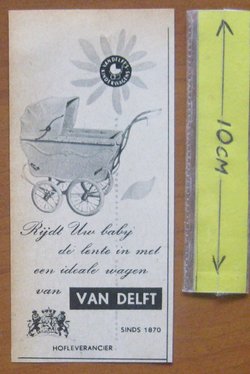 VAN DELFT'S
KINDERWAGENS
Rijdt Uw baby
de lente in met
een ideale wagen
van VAN DELFT
SINDS 1870
HOFLEVERANCIER
10CM